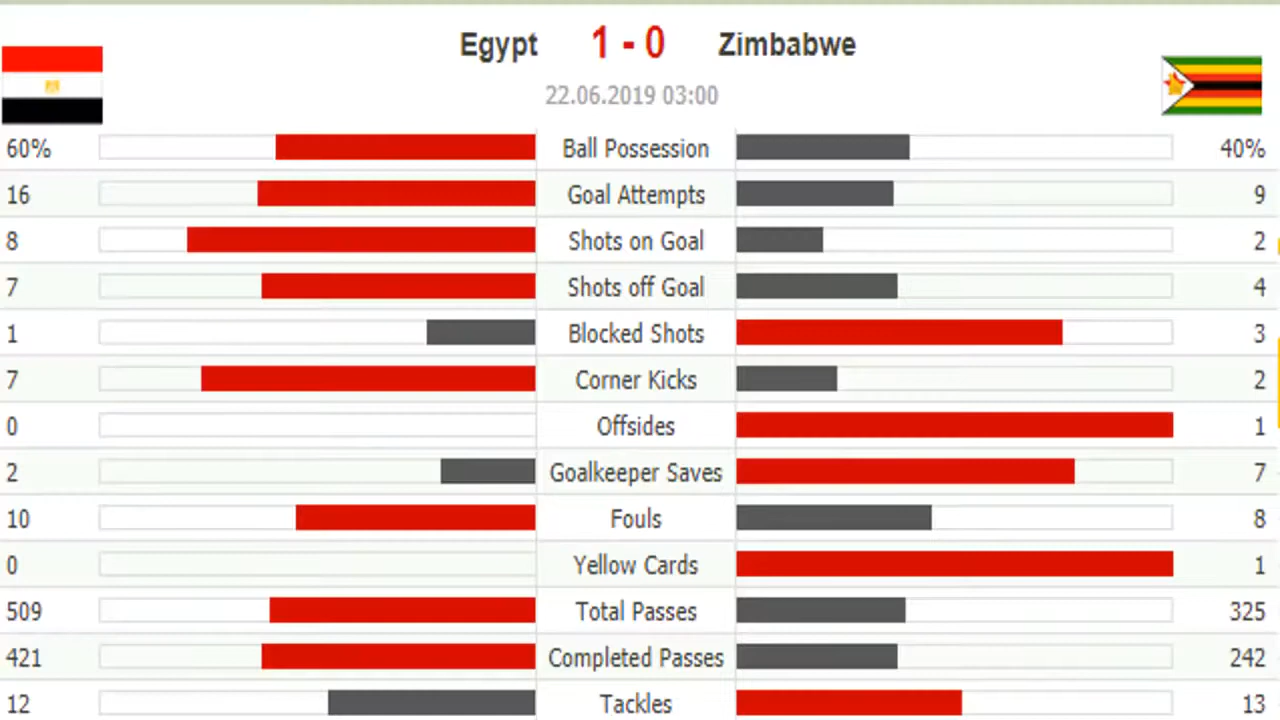 Egypt 1 - 0 Zimbabwe
22.06.2019 03:00
60% Ball Possession 40%
16 Goal Attempts 9
8 Shots on Goal 2
7 Shots off Goal 4
1 Blocked Shots 3
7 Corner Kicks 2
0 Offsides 1
2 Goalkeeper Saves 7
10 Fouls 8
0 Yellow Cards 1
509 Total Passes 325
421 Completed Passes 242
12 Tackles 13